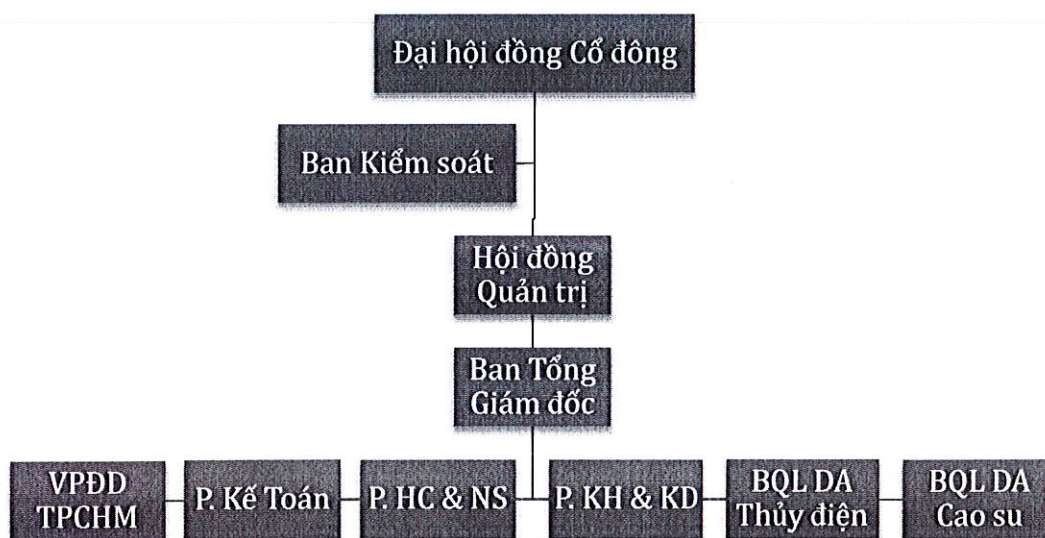 Đại hội đồng Cổ đông
Ban Kiểm soát
Hội đồng
Quản trị
Ban Tổng
Giám đốc
VPĐD
TPCHM
P. Kế Toán
P. HC & NS
P. KH & KD
BQL DA
Thủy điện
BQL DA
Cao su